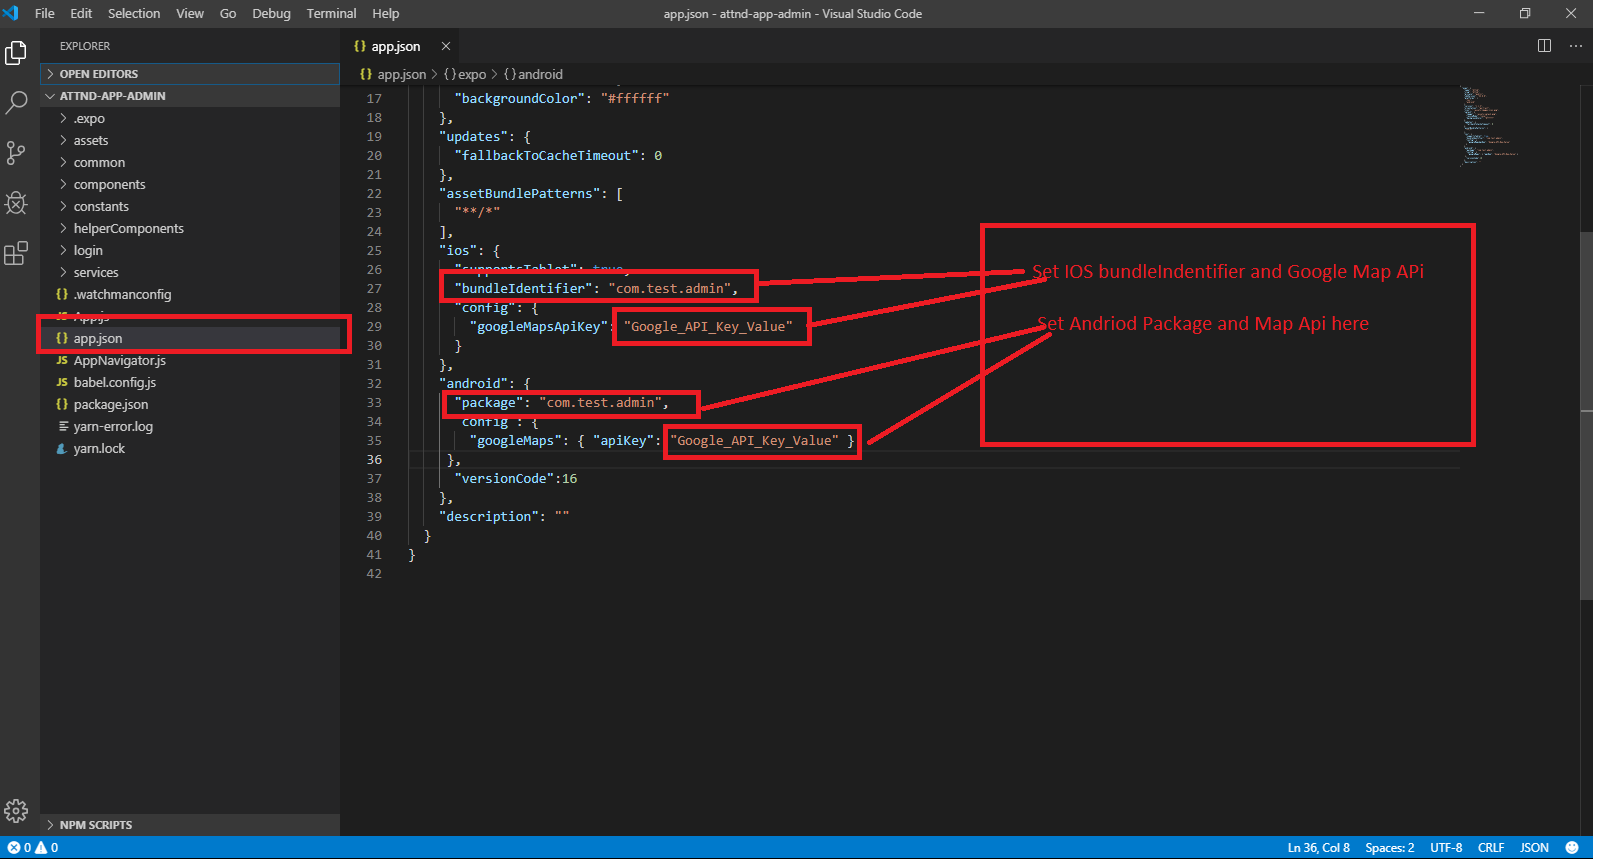 File Edit Selection View Go Debug Terminal Help
app.json - attnd-app-admin - Visual Studio Code
EXPLORER
OPEN EDITORS
ATTND-APP-ADMIN
.expo
assets
common
components
constants
helperComponents
login
services
{} .watchmanconfig
JS App.js
{} app.json
JS AppNavigator.js
JS babel.config.js
{} package.json
yarn-error.log
yarn.lock
NPM SCRIPTS
{} app.json ×
{} app.json > {} expo > {} android
17 "backgroundColor": "#ffffff"
18 },
19 "updates": {
20 "fallbackToCacheTimeout": 0
21 },
22 "assetBundlePatterns": [
23 "**/*"
24 ],
25 "ios": {
26 "supportsTablet": true,
27 "bundleIdentifier": "com.test.admin",
28 "config": {
29 "googleMapsApiKey": "Google_API_Key_Value"
30 }
31 },
32 "android": {
33 "package": "com.test.admin",
34 "config": {
35 "googleMaps": { "apiKey": "Google_API_Key_Value" }
36 },
37 "versionCode":16
38 },
39 "description": ""
40 }
41 }
42
Set IOS bundleIndentifier and Google Map APi
Set Andriod Package and Map Api here
0 0
Ln 36, Col 8 Spaces: 2 UTF-8 CRLF JSON